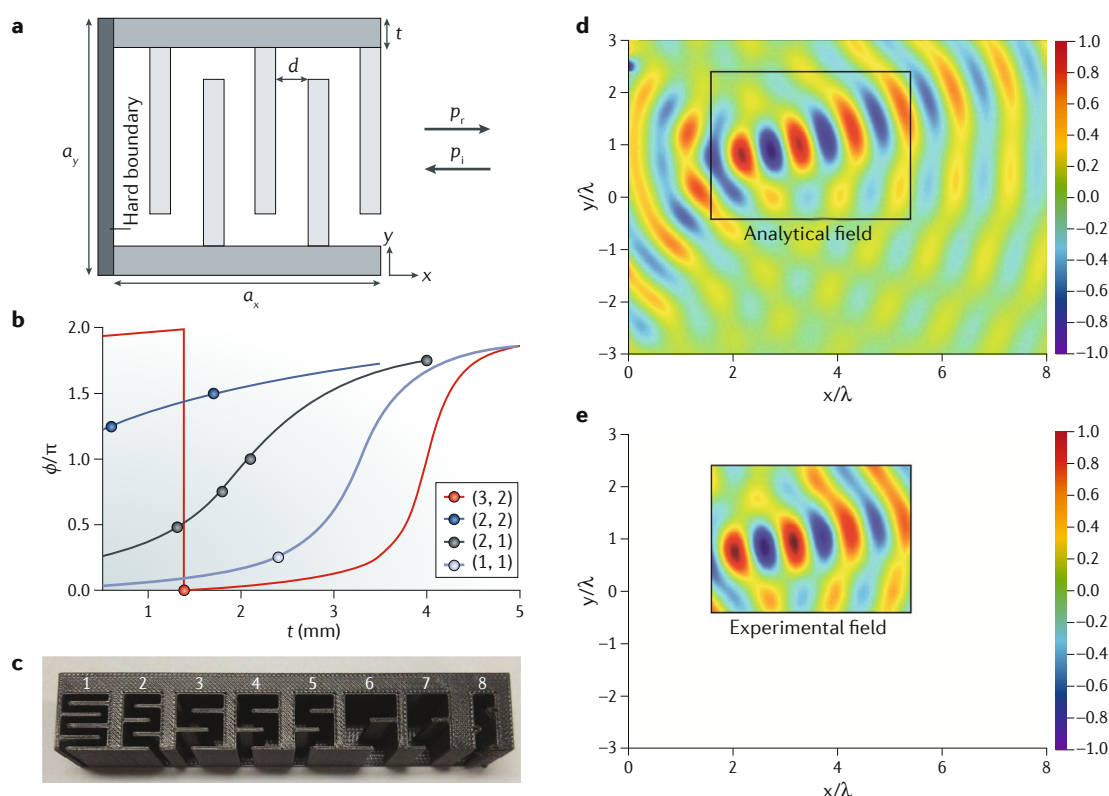 a
t
d
a_y
Hard boundary
p_r
p_i
y
x
a_x
b
2.0
1.5
1.0
0.5
0.0
ϕ/π
(3, 2)
(2, 2)
(2, 1)
(1, 1)
1 2 3 4 5
t (mm)
c
1 2 3 4 5 6 7 8
d
3
2
1
0
−1
−2
−3
y/λ
Analytical field
0 2 4 6 8
x/λ
1.0
0.8
0.6
0.4
0.2
0.0
−0.2
−0.4
−0.6
−0.8
−1.0
e
3
2
1
0
−1
−2
−3
y/λ
Experimental field
0 2 4 6 8
x/λ
1.0
0.8
0.6
0.4
0.2
0.0
−0.2
−0.4
−0.6
−0.8
−1.0